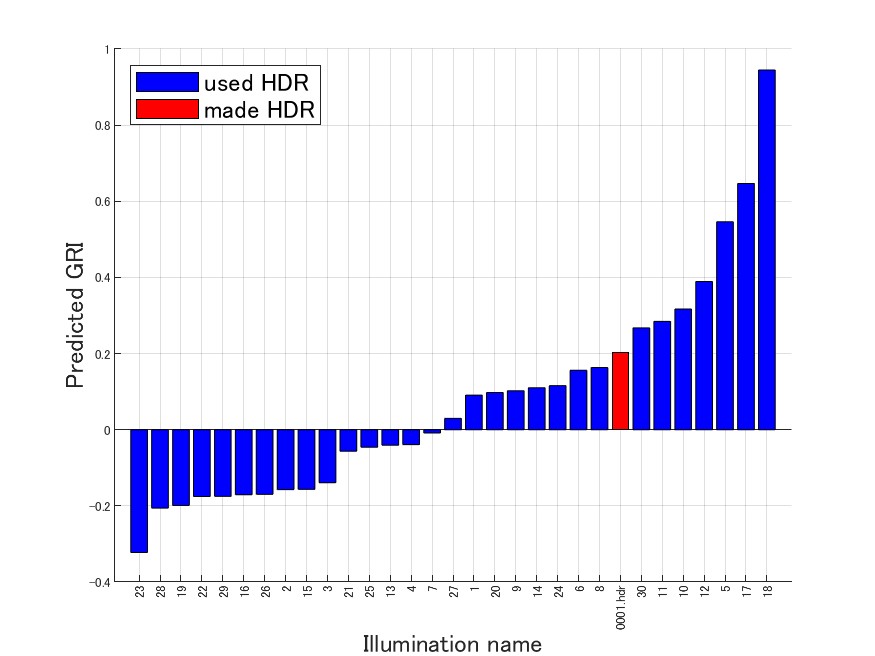 1
0.8
0.6
0.4
0.2
0
-0.2
-0.4
Predicted GRI
used HDR
made HDR
23 28 19 22 29 16 26 2 15 3 21 25 13 4 7 27 1 20 9 14 24 6 8 0001.hdr 30 11 10 12 5 17 18
Illumination name